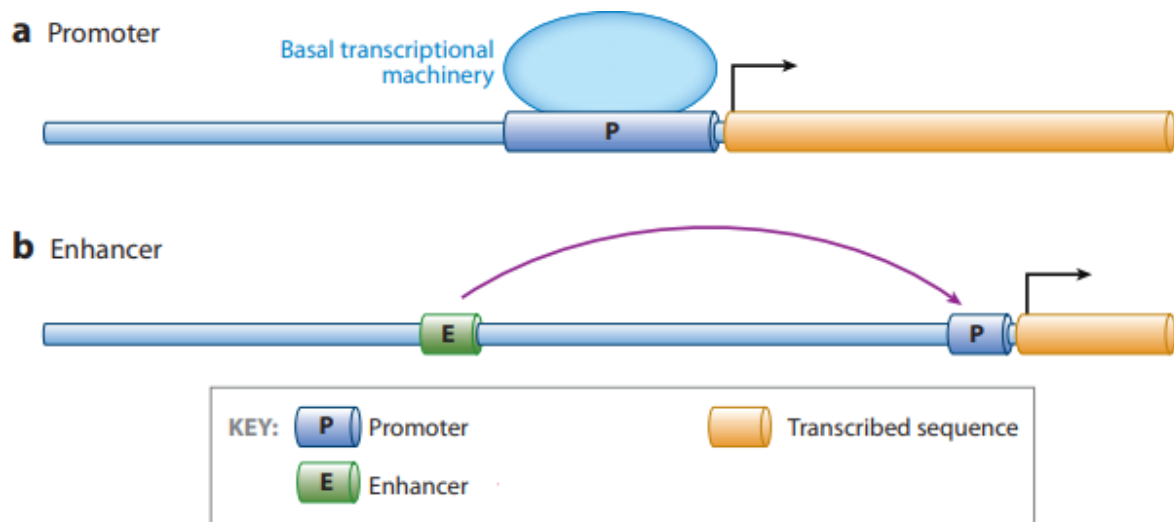 a Promoter
Basal transcriptional
machinery
P
b Enhancer
E
P
KEY:
P Promoter
Transcribed sequence
E Enhancer